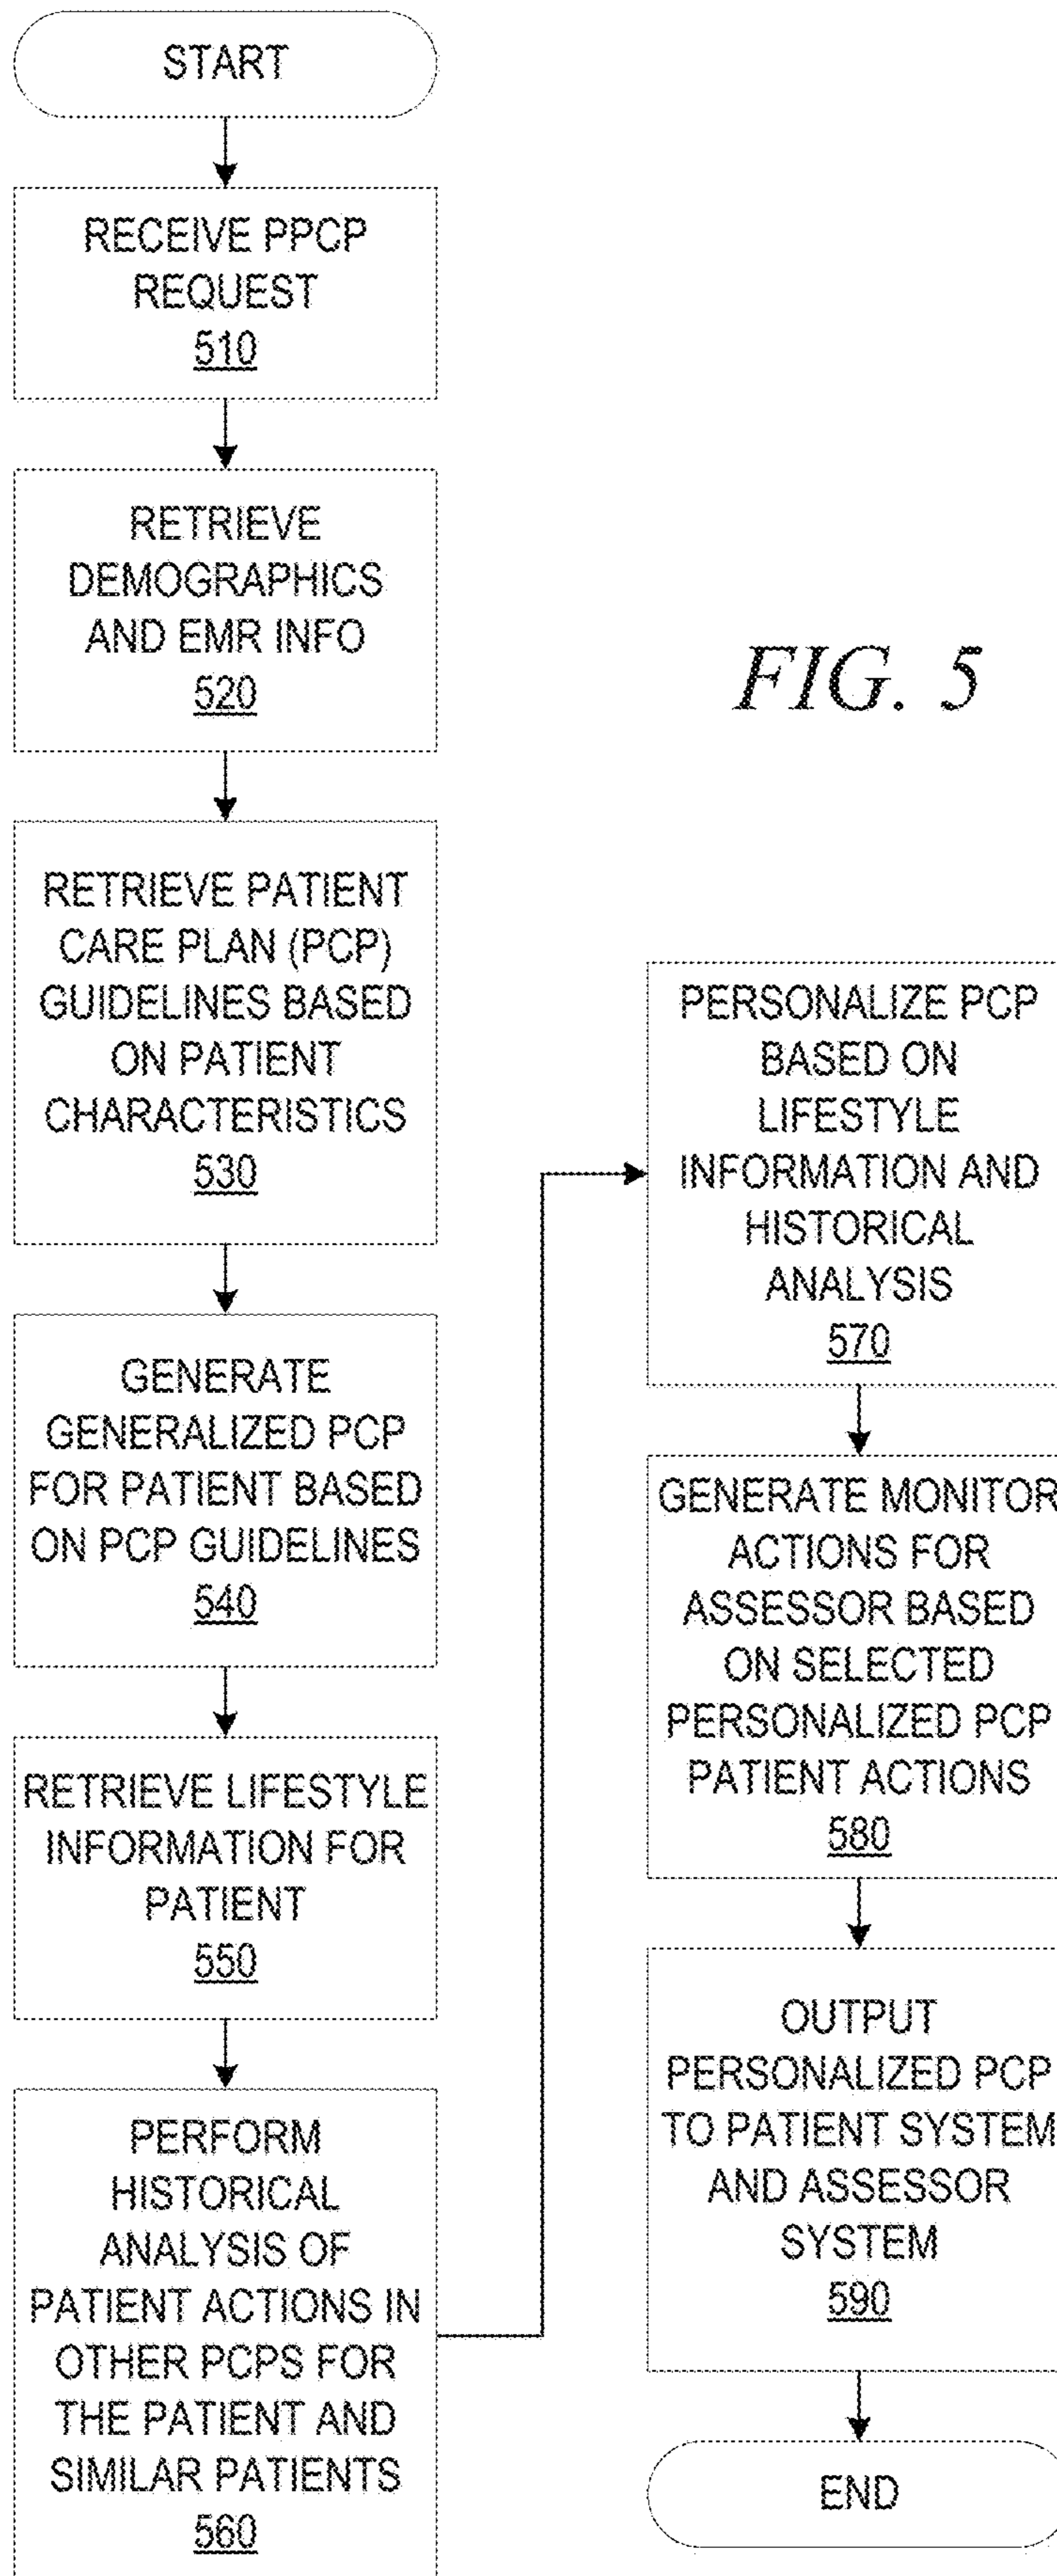 START
RECEIVE PPCP
REQUEST
510
RETRIEVE
DEMOGRAPHICS
AND EMR INFO
520
RETRIEVE PATIENT
CARE PLAN (PCP)
GUIDELINES BASED
ON PATIENT
CHARACTERISTICS
530
GENERATE
GENERALIZED PCP
FOR PATIENT BASED
ON PCP GUIDELINES
540
RETRIEVE LIFESTYLE
INFORMATION FOR
PATIENT
550
PERFORM
HISTORICAL
ANALYSIS OF
PATIENT ACTIONS IN
OTHER PCPS FOR
THE PATIENT AND
SIMILAR PATIENTS
560
FIG. 5
PERSONALIZE PCP
BASED ON
LIFESTYLE
INFORMATION AND
HISTORICAL
ANALYSIS
570
GENERATE MONITOR
ACTIONS FOR
ASSESSOR BASED
ON SELECTED
PERSONALIZED PCP
PATIENT ACTIONS
580
OUTPUT
PERSONALIZED PCP
TO PATIENT SYSTEM
AND ASSESSOR
SYSTEM
590
END